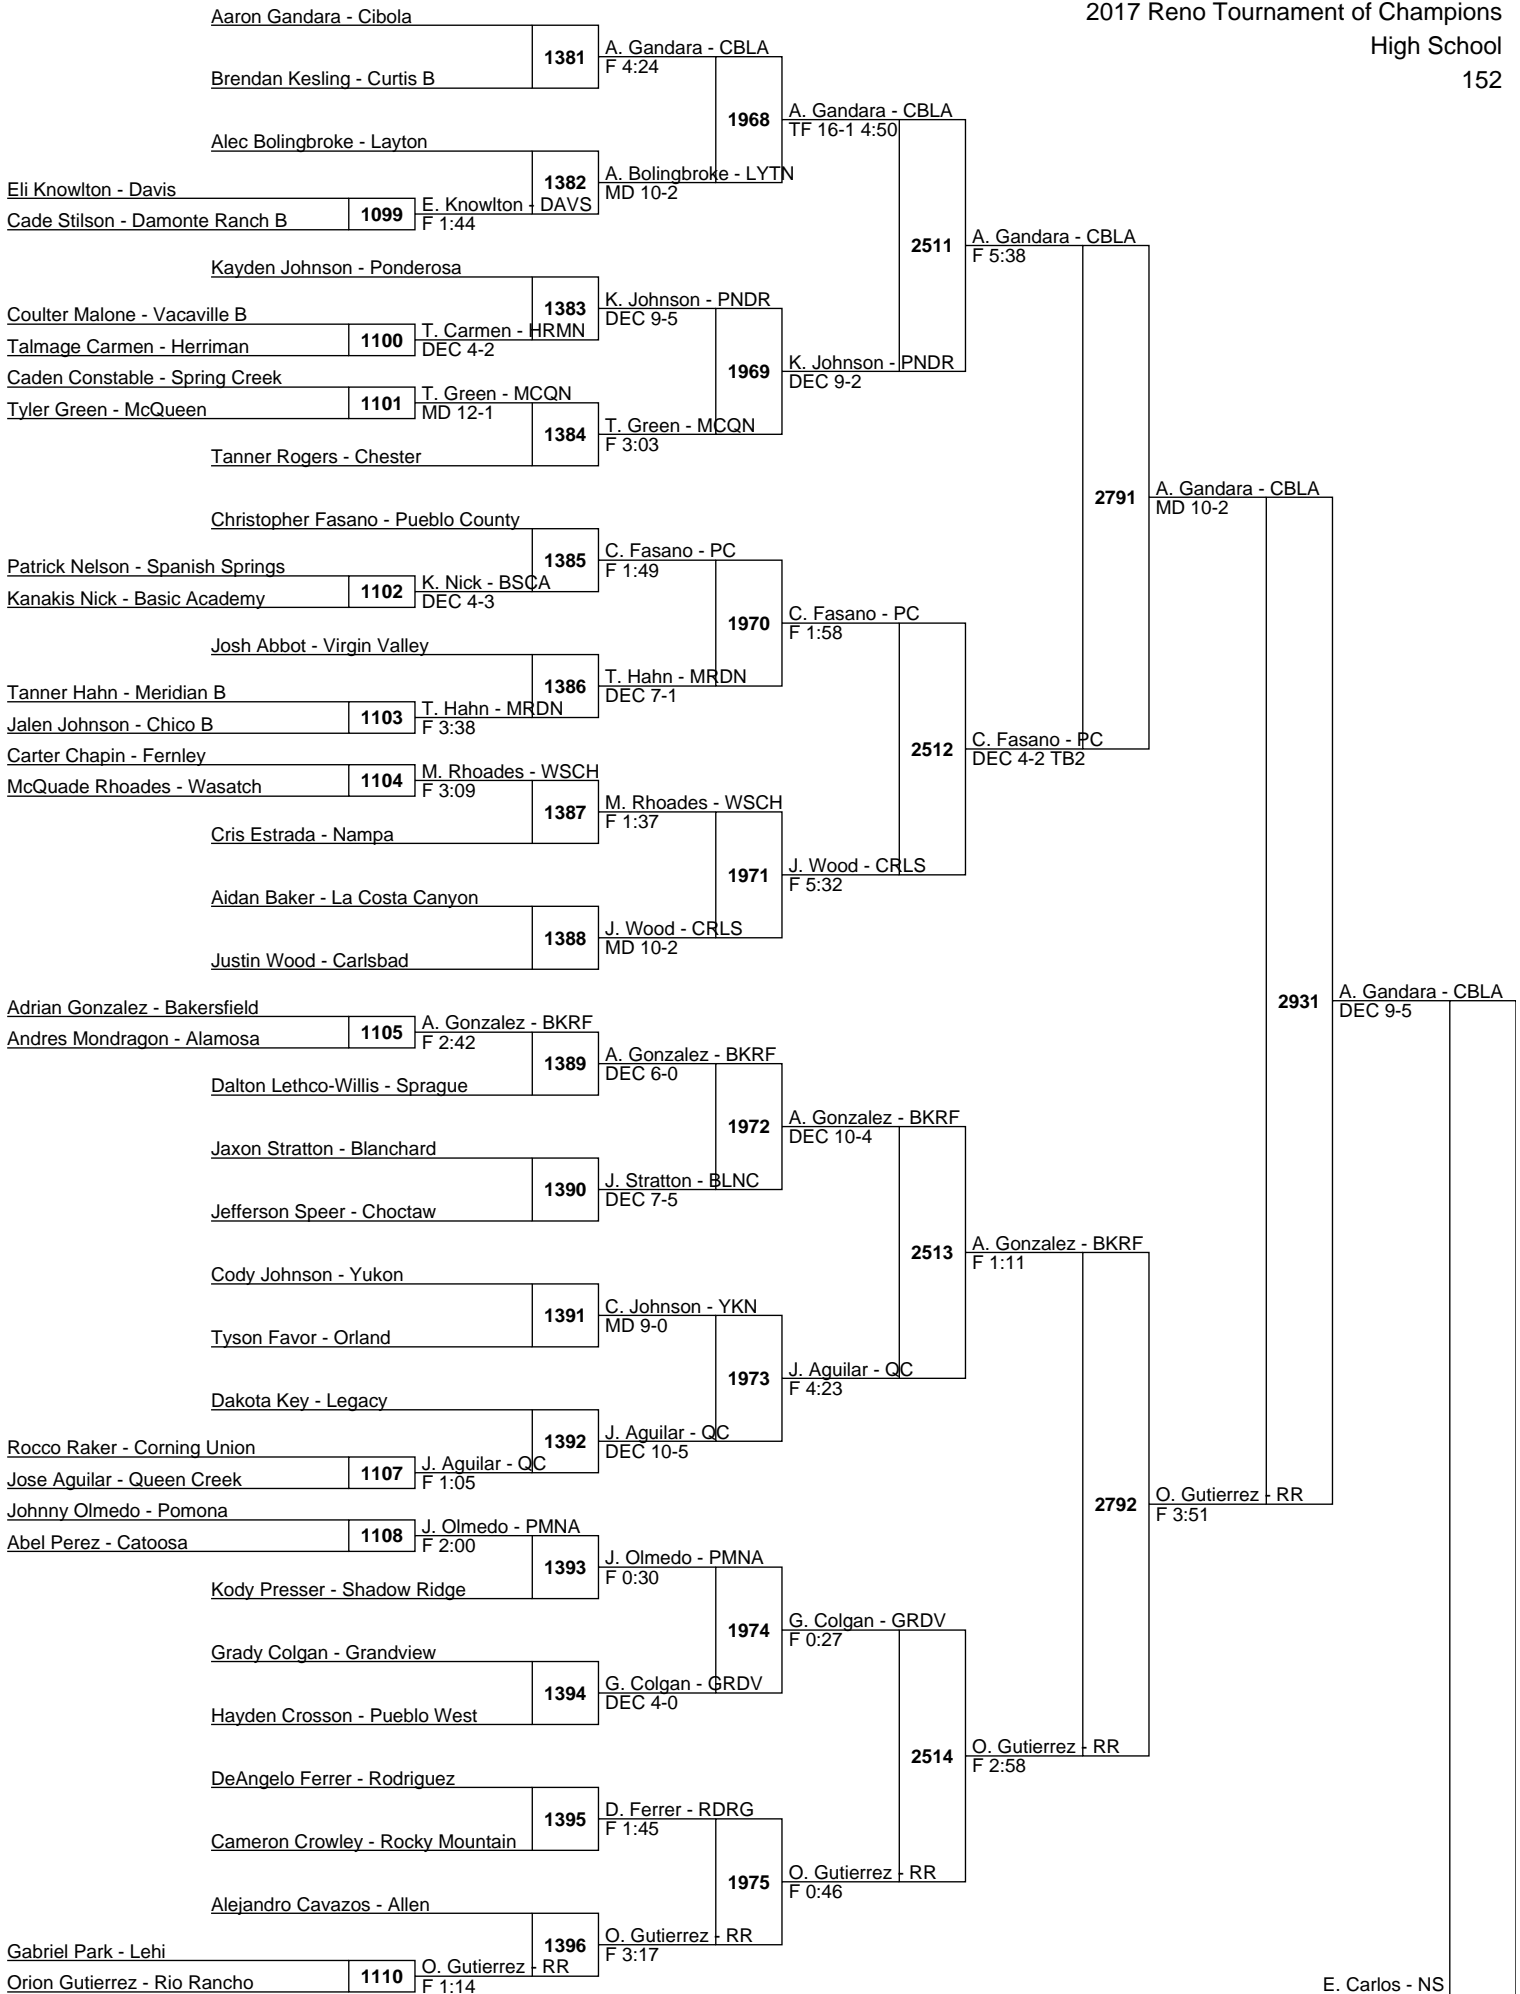 2017 Reno Tournament of Champions
High School
152
Aaron Gandara - Cibola
1381
A. Gandara - CBLA
F 4:24
Brendan Kesling - Curtis B
1968
A. Gandara - CBLA
TF 16-1 4:50
Alec Bolingbroke - Layton
1382
A. Bolingbroke - LYTN
MD 10-2
Eli Knowlton - Davis
1099
E. Knowlton - DAVS
F 1:44
Cade Stilson - Damonte Ranch B
2511
A. Gandara - CBLA
F 5:38
Kayden Johnson - Ponderosa
1383
K. Johnson - PNDR
DEC 9-5
Coulter Malone - Vacaville B
1100
T. Carmen - HRMN
DEC 4-2
Talmage Carmen - Herriman
1969
K. Johnson - PNDR
DEC 9-2
Caden Constable - Spring Creek
1101
T. Green - MCQN
MD 12-1
Tyler Green - McQueen
1384
T. Green - MCQN
F 3:03
Tanner Rogers - Chester
2791
A. Gandara - CBLA
MD 10-2
Christopher Fasano - Pueblo County
1385
C. Fasano - PC
F 1:49
Patrick Nelson - Spanish Springs
1102
K. Nick - BSCA
DEC 4-3
Kanakis Nick - Basic Academy
1970
C. Fasano - PC
F 1:58
Josh Abbot - Virgin Valley
1386
T. Hahn - MRDN
DEC 7-1
Tanner Hahn - Meridian B
1103
T. Hahn - MRDN
F 3:38
Jalen Johnson - Chico B
2512
C. Fasano - PC
DEC 4-2 TB2
Carter Chapin - Fernley
1104
M. Rhoades - WSCH
F 3:09
McQuade Rhoades - Wasatch
1387
M. Rhoades - WSCH
F 1:37
Cris Estrada - Nampa
1971
J. Wood - CRLS
F 5:32
Aidan Baker - La Costa Canyon
1388
J. Wood - CRLS
MD 10-2
Justin Wood - Carlsbad
2931
A. Gandara - CBLA
DEC 9-5
Adrian Gonzalez - Bakersfield
1105
A. Gonzalez - BKRF
F 2:42
Andres Mondragon - Alamosa
1389
A. Gonzalez - BKRF
DEC 6-0
Dalton Lethco-Willis - Sprague
1972
A. Gonzalez - BKRF
DEC 10-4
Jaxon Stratton - Blanchard
1390
J. Stratton - BLNC
DEC 7-5
Jefferson Speer - Choctaw
2513
A. Gonzalez - BKRF
F 1:11
Cody Johnson - Yukon
1391
C. Johnson - YKN
MD 9-0
Tyson Favor - Orland
1973
J. Aguilar - QC
F 4:23
Dakota Key - Legacy
1392
J. Aguilar - QC
DEC 10-5
Rocco Raker - Corning Union
1107
J. Aguilar - QC
F 1:05
Jose Aguilar - Queen Creek
2792
O. Gutierrez - RR
F 3:51
Johnny Olmedo - Pomona
1108
J. Olmedo - PMNA
F 2:00
Abel Perez - Catoosa
1393
J. Olmedo - PMNA
F 0:30
Kody Presser - Shadow Ridge
1974
G. Colgan - GRDV
F 0:27
Grady Colgan - Grandview
1394
G. Colgan - GRDV
DEC 4-0
Hayden Crosson - Pueblo West
2514
O. Gutierrez - RR
F 2:58
DeAngelo Ferrer - Rodriguez
1395
D. Ferrer - RDRG
F 1:45
Cameron Crowley - Rocky Mountain
1975
O. Gutierrez - RR
F 0:46
Alejandro Cavazos - Allen
1396
O. Gutierrez - RR
F 3:17
Gabriel Park - Lehi
1110
O. Gutierrez - RR
F 1:14
Orion Gutierrez - Rio Rancho
E. Carlos - NS